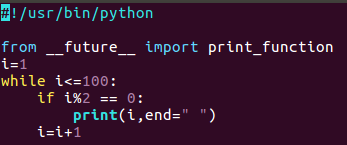 #!/usr/bin/python

from __future__ import print_function
i=1
while i<=100:
    if i%2 == 0:
        print(i,end=" ")
    i=i+1